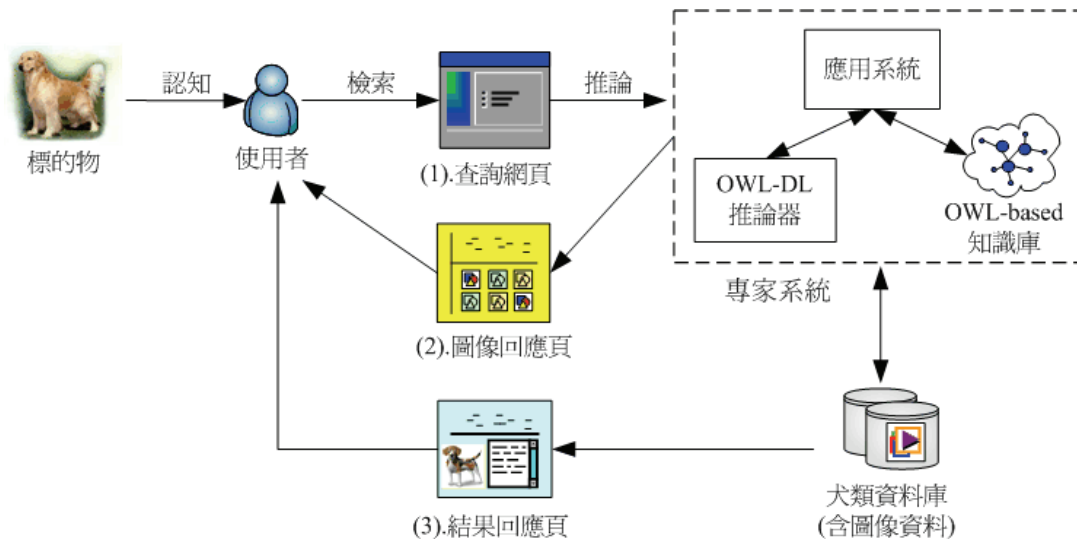 標的物
認知
使用者
檢索
(1).查詢網頁
推論
應用系統
OWL-DL
推論器
OWL-based
知識庫
專家系統
(2).圖像回應頁
(3).結果回應頁
犬類資料庫
(含圖像資料)